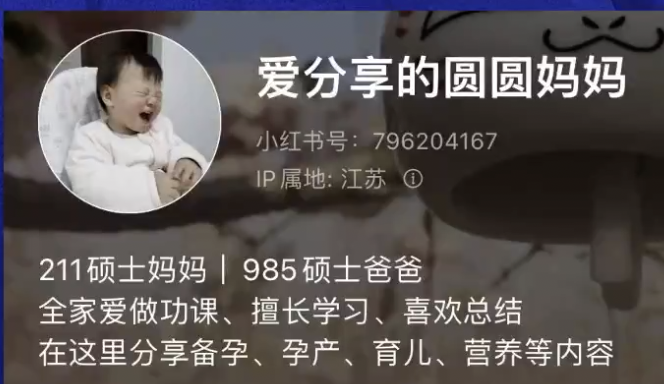 爱分享的圆圆妈妈
小红书号：796204167
IP属地：江苏
211硕士妈妈｜985硕士爸爸
全家爱做功课、擅长学习、喜欢总结
在这里分享备孕、孕产、育儿、营养等内容